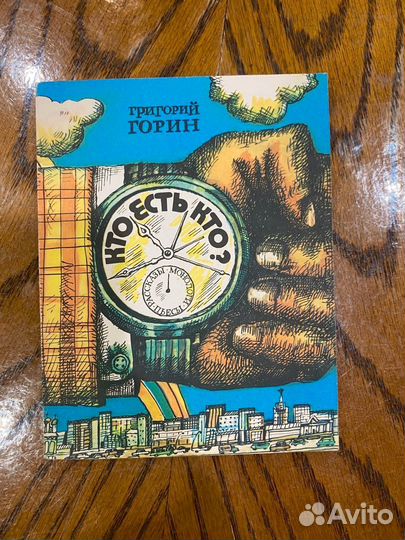 ГРИГОРИЙ
ГОРИН
КТО ЕСТЬ КТО?
РАССКАЗЫ МОНОЛОГИ ПЬЕСЫ
Avito